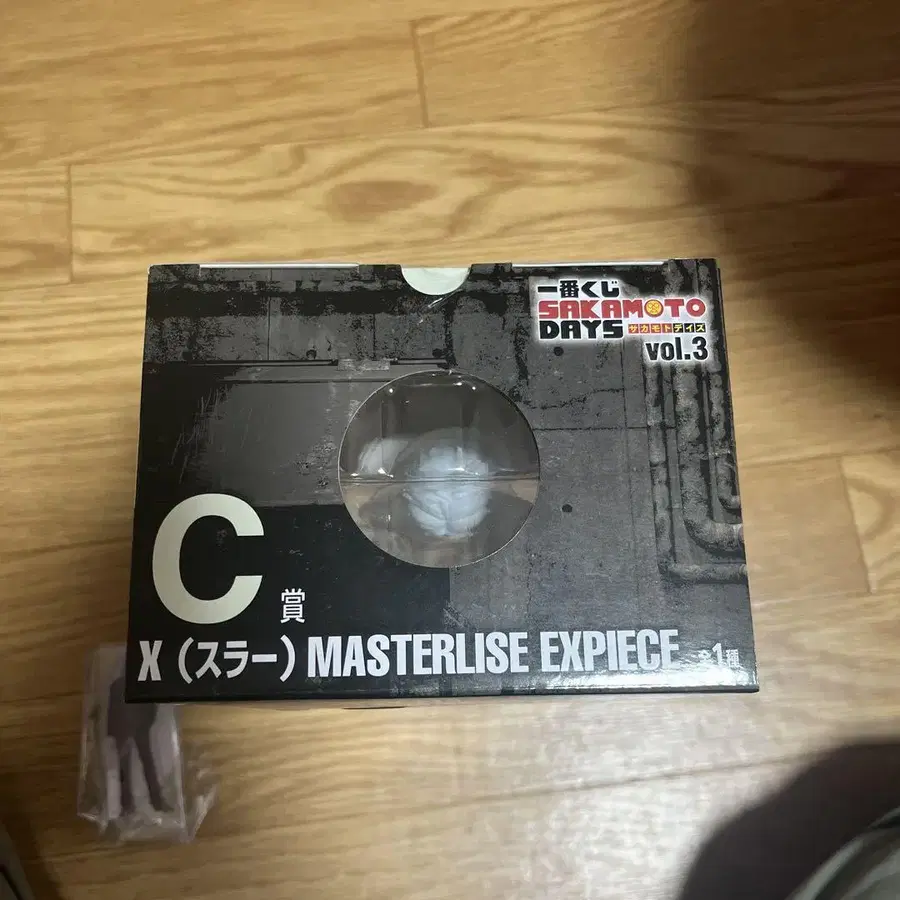 一番くじ
SAKAMOTO
DAYS サカモトデイズ
vol.3
C賞
X（スラー）MASTERLISE EXPIECE 全1種